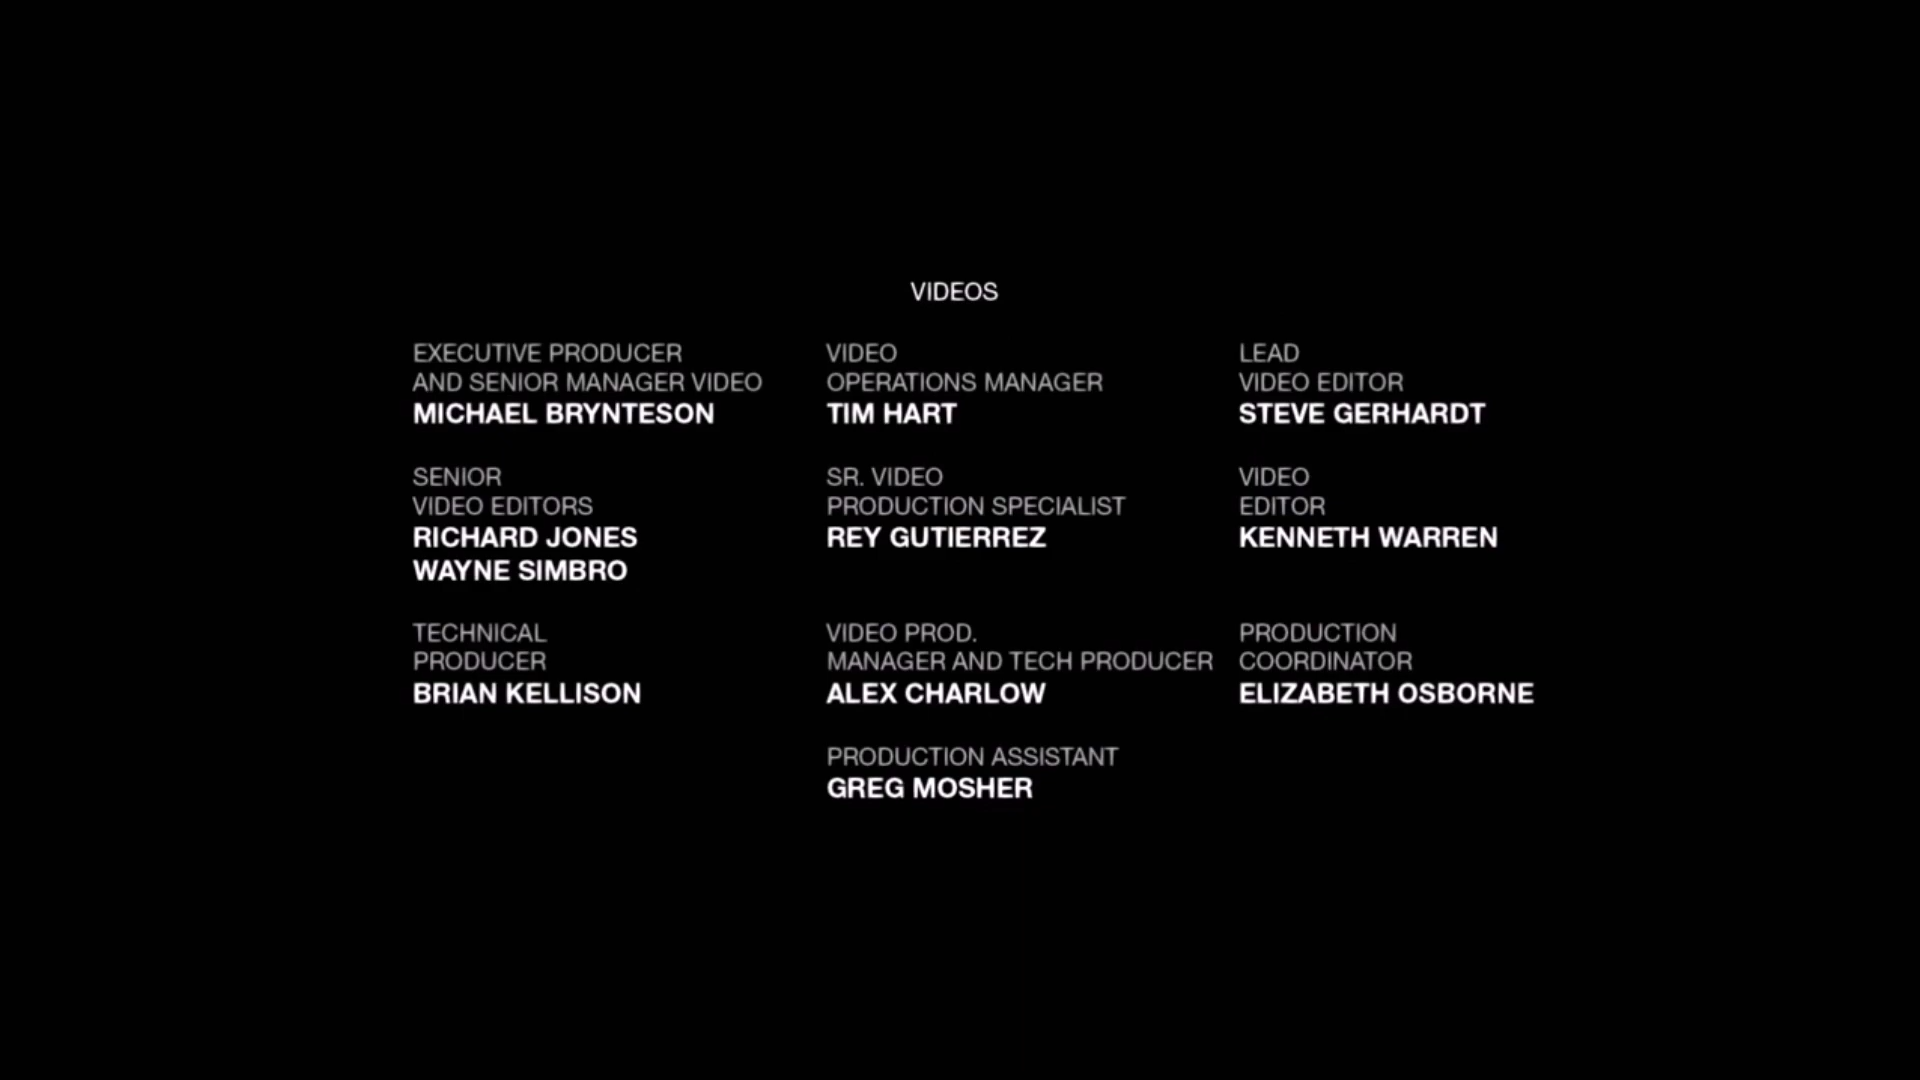 VIDEOS
EXECUTIVE PRODUCER
AND SENIOR MANAGER VIDEO
MICHAEL BRYNTESON
VIDEO
OPERATIONS MANAGER
TIM HART
LEAD
VIDEO EDITOR
STEVE GERHARDT
SENIOR
VIDEO EDITORS
RICHARD JONES
WAYNE SIMBRO
SR. VIDEO
PRODUCTION SPECIALIST
REY GUTIERREZ
VIDEO
EDITOR
KENNETH WARREN
TECHNICAL
PRODUCER
BRIAN KELLISON
VIDEO PROD.
MANAGER AND TECH PRODUCER
ALEX CHARLOW
PRODUCTION
COORDINATOR
ELIZABETH OSBORNE
PRODUCTION ASSISTANT
GREG MOSHER